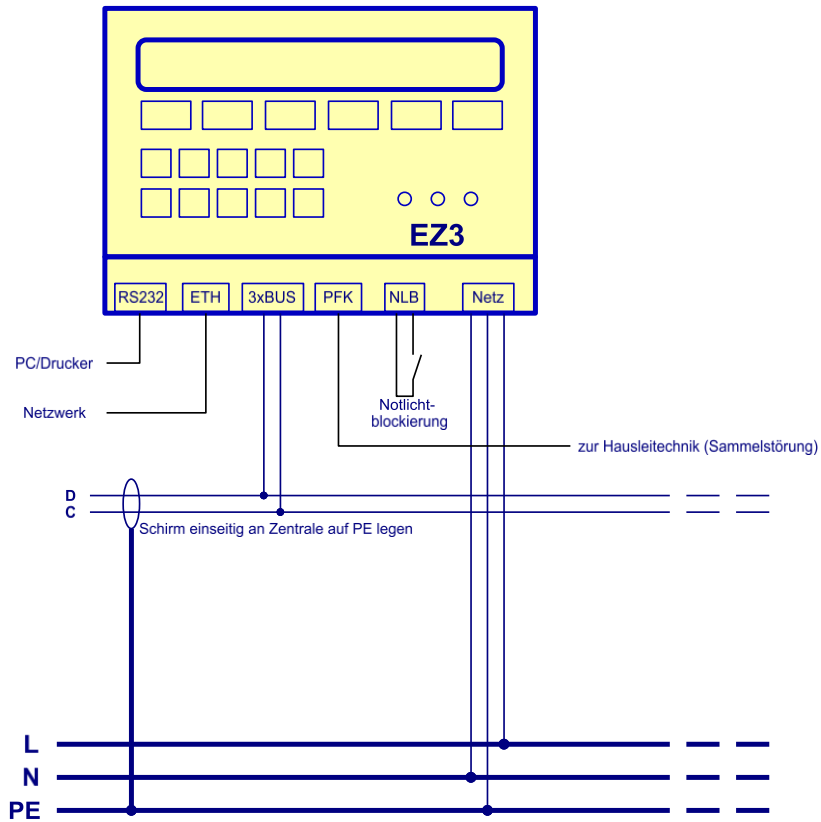 EZ3
RS232 ETH 3xBUS PFK NLB Netz
PC/Drucker
Netzwerk
Notlicht-
blockierung
zur Hausleitechnik (Sammelstörung)
D
C
Schirm einseitig an Zentrale auf PE legen
L
N
PE